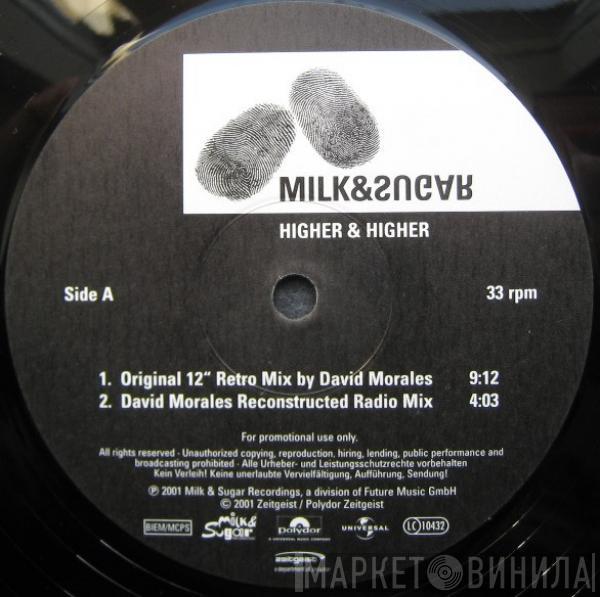 MILK&SUGAR
HIGHER & HIGHER
Side A
33 rpm
1. Original 12“ Retro Mix by David Morales 9:12
2. David Morales Reconstructed Radio Mix 4:03
For promotional use only.
All rights reserved · Unauthorized copying, reproduction, hiring, lending, public performance and
broadcasting prohibited · Alle Urheber- und Leistungsschutzrechte vorbehalten
Kein Verleih! Keine unerlaubte Vervielfältigung, Aufführung, Sendung!
℗ 2001 Milk & Sugar Recordings, a division of Future Music GmbH
© 2001 Zeitgeist / Polydor Zeitgeist
BIEM/MCPS
Milk &
Sugar
polydor
A UNIVERSAL MUSIC COMPANY
UNIVERSAL
LC 10432
zeitgeist
МАРКЕТ ВИНИЛА